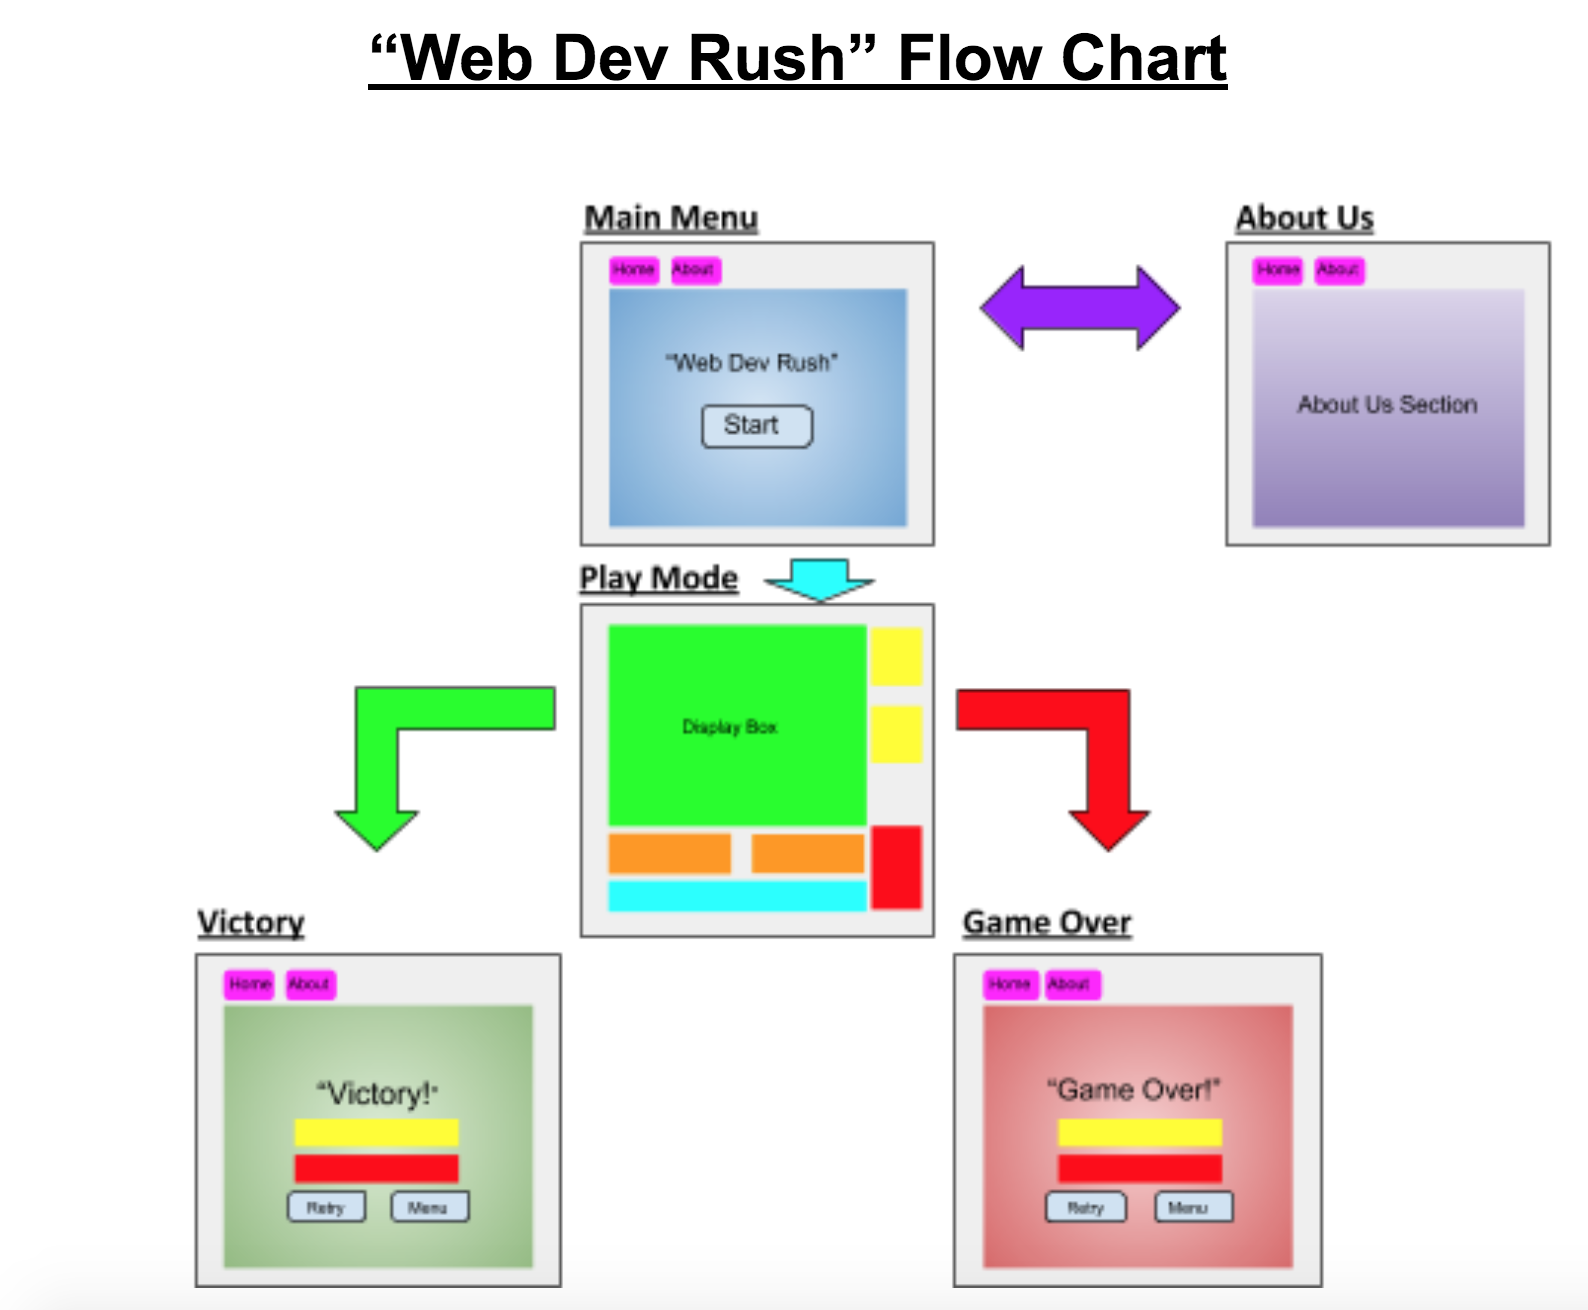 “Web Dev Rush” Flow Chart
Main Menu
About Us
Home About
Home About
“Web Dev Rush”
Start
About Us Section
Play Mode
Display Box
Victory
Game Over
Home About
Home About
“Victory!”
“Game Over!”
Retry Menu
Retry Menu